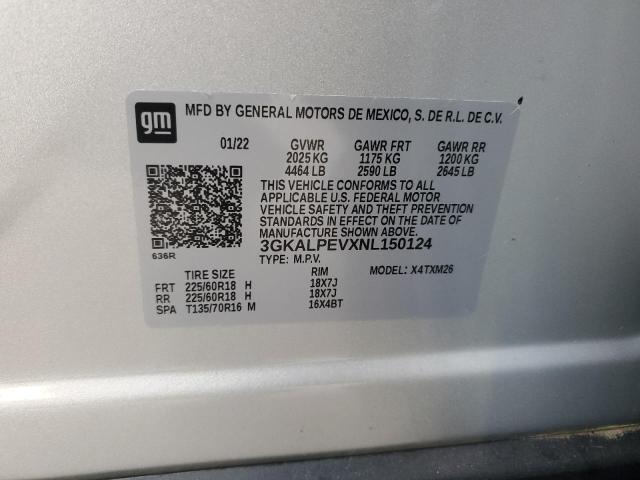 gm
MFD BY GENERAL MOTORS DE MEXICO, S. DE R.L. DE C.V.
01/22 GVWR GAWR FRT GAWR RR
2025 KG 1175 KG 1200 KG
4464 LB 2590 LB 2645 LB
THIS VEHICLE CONFORMS TO ALL
APPLICABLE U.S. FEDERAL MOTOR
VEHICLE SAFETY AND THEFT PREVENTION
STANDARDS IN EFFECT ON THE DATE OF
MANUFACTURE SHOWN ABOVE.
3GKALPEVXNL150124
636R
TYPE: M.P.V. MODEL: X4TXM26
TIRE SIZE RIM
FRT 225/60R18 H 18X7J
RR 225/60R18 H 18X7J
SPA T135/70R16 M 16X4BT